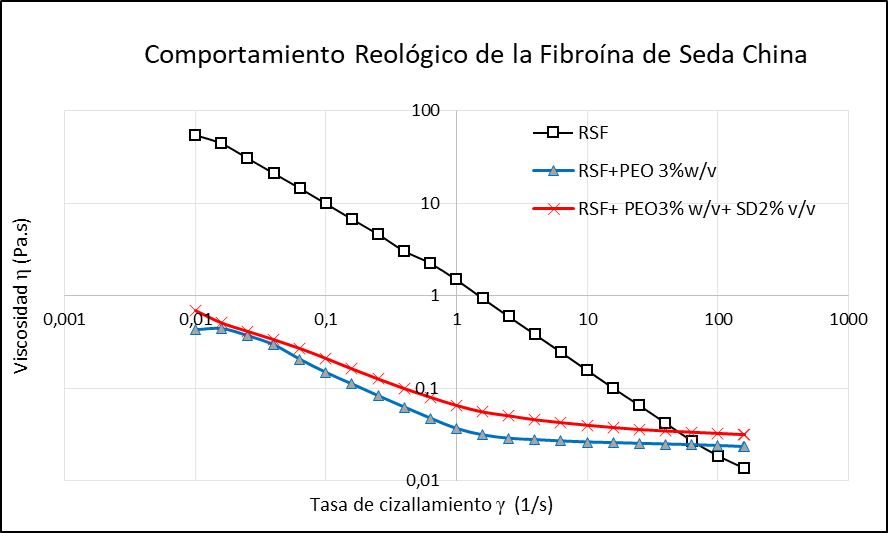 Comportamiento Reológico de la Fibroína de Seda China
100
RSF
RSF+PEO 3%w/v
10
RSF+ PEO3% w/v+ SD2% v/v
Viscosidad η (Pa.s)
1
0,001 0,01 0,1 1 10 100 1000
0,1
0,01
Tasa de cizallamiento γ (1/s)